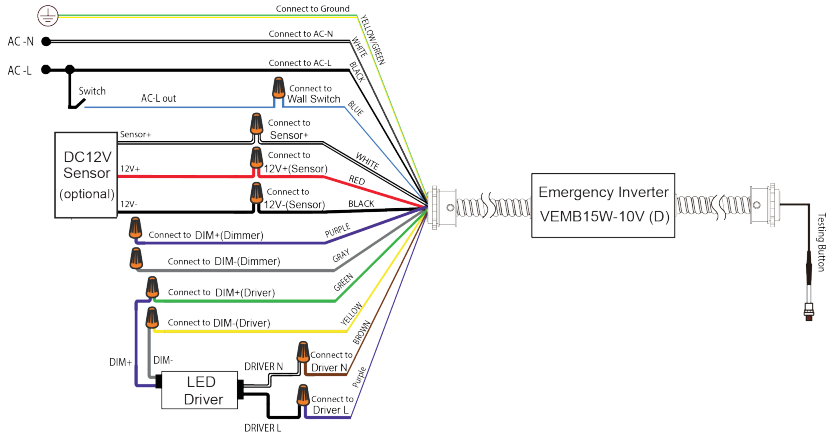 Connect to Ground
YELLOW/GREEN
AC -N
Connect to AC-N
WHITE
AC -L
Connect to AC-L
BLACK
Switch
AC-L out
Connect to
Wall Switch
BLUE
DC12V
Sensor
(optional)
Sensor+
Connect to
Sensor+
WHITE
12V+
Connect to
12V+(Sensor)
RED
12V-
Connect to
12V-(Sensor)
BLACK
Connect to DIM+(Dimmer)
PURPLE
Connect to DIM-(Dimmer)
GRAY
Connect to DIM+(Driver)
GREEN
Connect to DIM-(Driver)
YELLOW
DIM+
DIM-
LED
Driver
DRIVER N
Connect to
Driver N
BROWN
DRIVER L
Connect to
Driver L
Purple
Emergency Inverter
VEMB15W-10V (D)
Testing Button